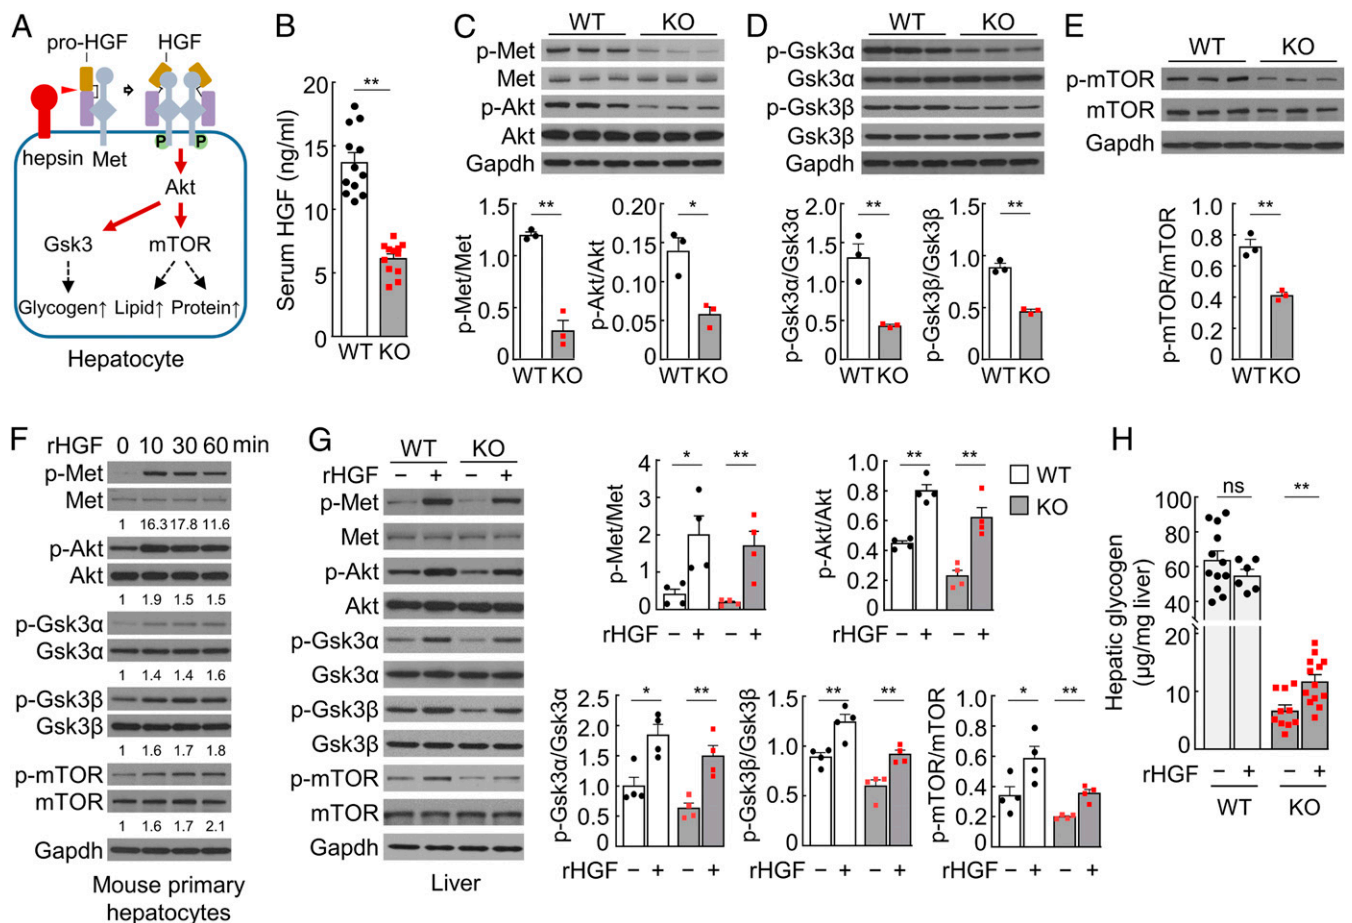 A
pro-HGF
HGF
P
P
hepsin
Met
Akt
Gsk3
mTOR
Glycogen↑ Lipid↑ Protein↑
Hepatocyte
B
Serum HGF (ng/ml)
20
15
10
5
0
**
WT KO
C
WT KO
p-Met
Met
p-Akt
Akt
Gapdh
p-Met/Met
1.5
1.0
0.5
0
**
WT KO
p-Akt/Akt
0.20
0.15
0.10
0.05
0
*
WT KO
D
WT KO
p-Gsk3α
Gsk3α
p-Gsk3β
Gsk3β
Gapdh
p-Gsk3α/Gsk3α
2.0
1.5
1.0
0.5
0
**
WT KO
p-Gsk3β/Gsk3β
1.5
1.0
0.5
0
**
WT KO
E
WT KO
p-mTOR
mTOR
Gapdh
p-mTOR/mTOR
1.0
0.8
0.6
0.4
0.2
0
**
WT KO
F
rHGF 0 10 30 60 min
p-Met
Met
1 16.3 17.8 11.6
p-Akt
Akt
1 1.9 1.5 1.5
p-Gsk3α
Gsk3α
1 1.4 1.4 1.6
p-Gsk3β
Gsk3β
1 1.6 1.7 1.8
p-mTOR
mTOR
1 1.6 1.7 2.1
Gapdh
Mouse primary
hepatocytes
G
WT KO
rHGF − + − +
p-Met
Met
p-Akt
Akt
p-Gsk3α
Gsk3α
p-Gsk3β
Gsk3β
p-mTOR
mTOR
Gapdh
Liver
p-Met/Met
4
3
2
1
0
* **
rHGF − + − +
p-Akt/Akt
1.0
0.8
0.6
0.4
0.2
0
** **
rHGF − + − +
WT
KO
p-Gsk3α/Gsk3α
2.5
2.0
1.5
1.0
0.5
0
* **
rHGF − + − +
p-Gsk3β/Gsk3β
1.5
1.0
0.5
0
** **
− +  − +
p-mTOR/mTOR
1.0
0.8
0.6
0.4
0.2
0
* **
rHGF − + − +
H
Hepatic glycogen
(μg/mg liver)
100
80
60
40
20
10
0
ns **
rHGF − + − +
WT KO